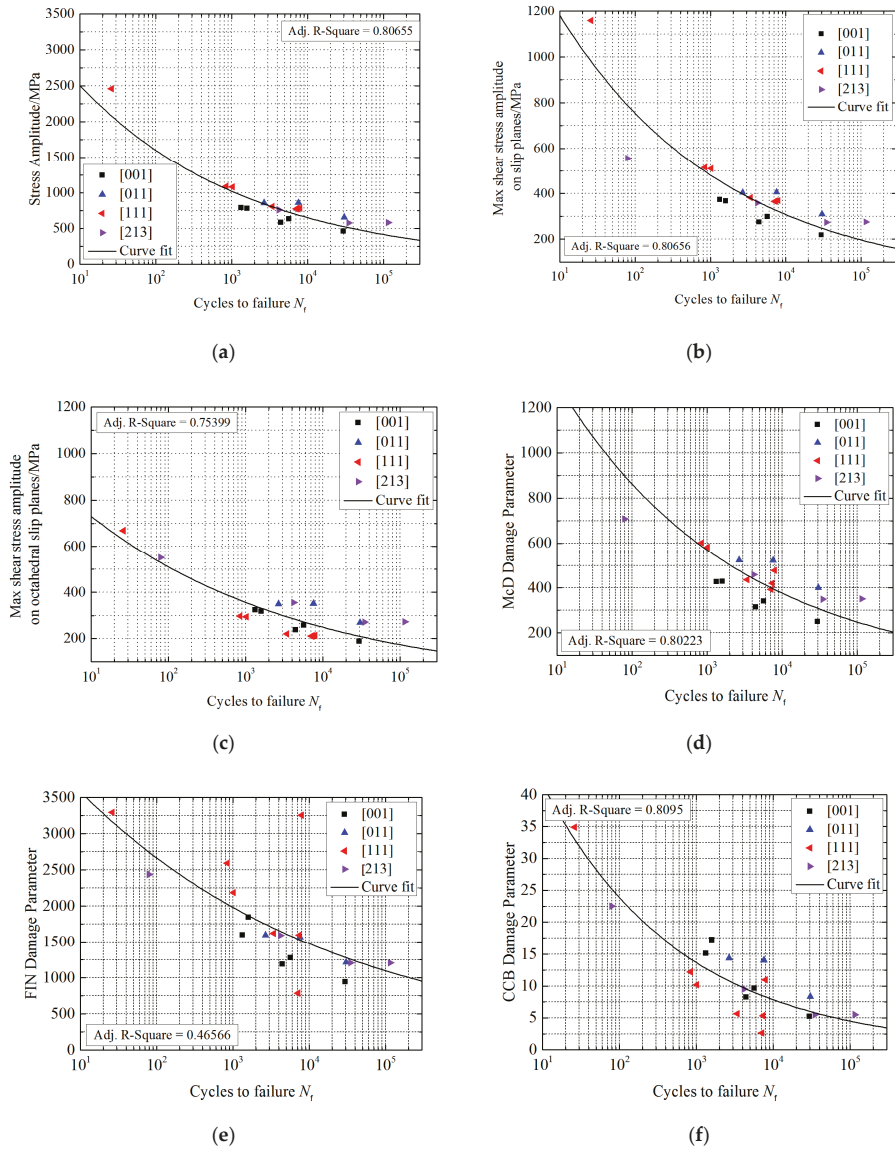 3500
3000
2500
2000
1500
1000
500
0
Stress Amplitude/MPa
Adj. R-Square = 0.80655
[001]
[011]
[111]
[213]
Curve fit
10¹ 10² 10³ 10⁴ 10⁵
Cycles to failure Nf
(a)
1200
1000
800
600
400
200
Max shear stress amplitude
on slip planes/MPa
[001]
[011]
[111]
[213]
Curve fit
Adj. R-Square = 0.80656
10¹ 10² 10³ 10⁴ 10⁵
Cycles to failure Nf
(b)
1200
1000
800
600
400
200
Max shear stress amplitude
on octahedral slip planes/MPa
Adj. R-Square = 0.75399
[001]
[011]
[111]
[213]
Curve fit
10¹ 10² 10³ 10⁴ 10⁵
Cycles to failure Nf
(c)
1200
1000
800
600
400
200
McD Damage Parameter
[001]
[011]
[111]
[213]
Curve fit
Adj. R-Square = 0.80223
10¹ 10² 10³ 10⁴ 10⁵
Cycles to failure Nf
(d)
3500
3000
2500
2000
1500
1000
500
0
FIN Damage Parameter
[001]
[011]
[111]
[213]
Curve fit
Adj. R-Square = 0.46566
10¹ 10² 10³ 10⁴ 10⁵
Cycles to failure Nf
(e)
40
35
30
25
20
15
10
5
0
CCB Damage Parameter
Adj. R-Square = 0.8095
[001]
[011]
[111]
[213]
Curve fit
10¹ 10² 10³ 10⁴ 10⁵
Cycles to failure Nf
(f)